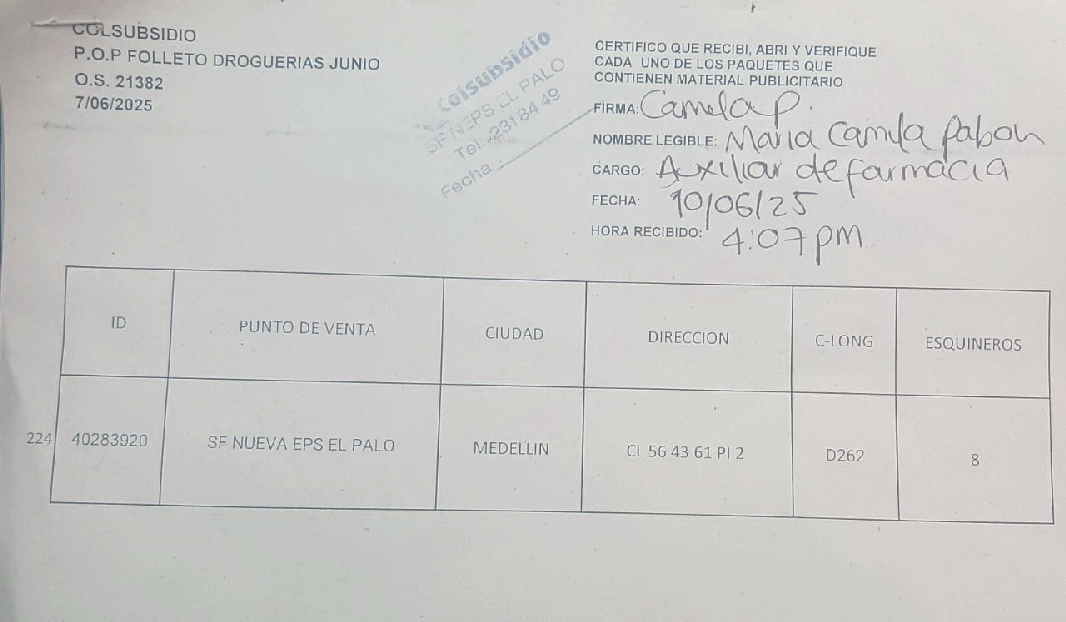 COLSUBSIDIO
P.O.P FOLLETO DROGUERIAS JUNIO
O.S. 21382
7/06/2025
Colsubsidio
SF NEPS EL PALO
Tel.:231 84 49
Fecha:
CERTIFICO QUE RECIBI, ABRI Y VERIFIQUE
CADA UNO DE LOS PAQUETES QUE
CONTIENEN MATERIAL PUBLICITARIO
FIRMA: Camila P.
NOMBRE LEGIBLE: Maria Camila Pabon
CARGO: Auxiliar de farmacia
FECHA: 10/06/25
HORA RECIBIDO: 4:07 pm
ID PUNTO DE VENTA CIUDAD DIRECCION C-LONG ESQUINEROS
224 40283920 SF NUEVA EPS EL PALO MEDELLIN CL 56 43 61 PI 2 D262 8